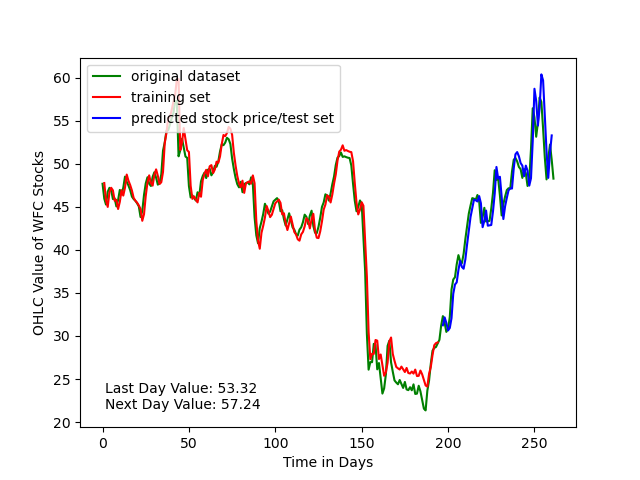 original dataset
training set
predicted stock price/test set
OHLC Value of WFC Stocks
60
55
50
45
40
35
30
25
20
Last Day Value: 53.32
Next Day Value: 57.24
0 50 100 150 200 250
Time in Days